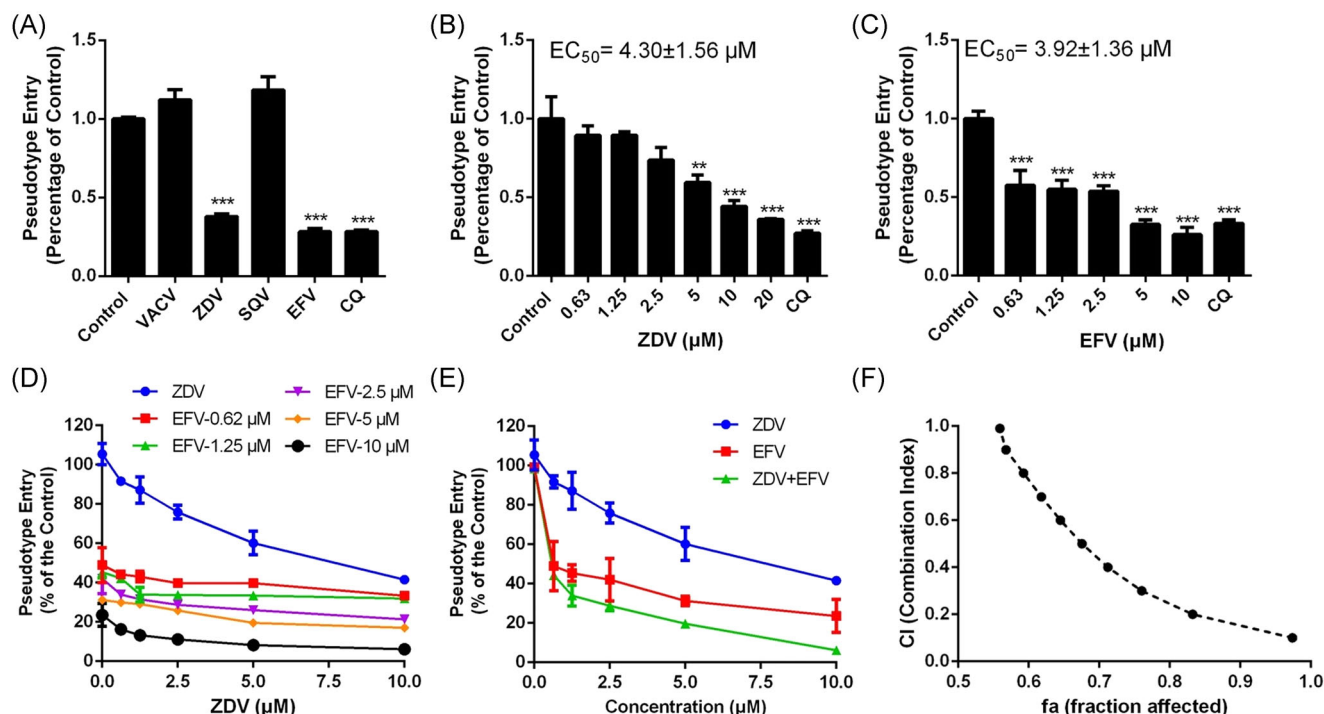 (A)
Pseudotype Entry
(Percentage of Control)
1.5
1.0
0.5
0.0
***
***
***
Control
VACV
ZDV
SQV
EFV
CQ
(B)
EC50= 4.30±1.56 µM
Pseudotype Entry
(Percentage of Control)
1.5
1.0
0.5
0.0
**
***
***
***
Control
0.63
1.25
2.5
5
10
20
CQ
ZDV (µM)
(C)
EC50= 3.92±1.36 µM
Pseudotype Entry
(Percentage of Control)
1.5
1.0
0.5
0.0
***
***
***
***
***
***
Control
0.63
1.25
2.5
5
10
CQ
EFV (µM)
(D)
ZDV
EFV-0.62 µM
EFV-1.25 µM
EFV-2.5 µM
EFV-5 µM
EFV-10 µM
Pseudotype Entry
(% of the Control)
120
100
80
60
40
20
0
0.0 2.5 5.0 7.5 10.0
ZDV (µM)
(E)
ZDV
EFV
ZDV+EFV
Pseudotype Entry
(% of the Control)
120
100
80
60
40
20
0
0.0 2.5 5.0 7.5 10.0
Concentration (µM)
(F)
CI (Combination Index)
1.0
0.8
0.6
0.4
0.2
0.0
0.5 0.6 0.7 0.8 0.9 1.0
fa (fraction affected)